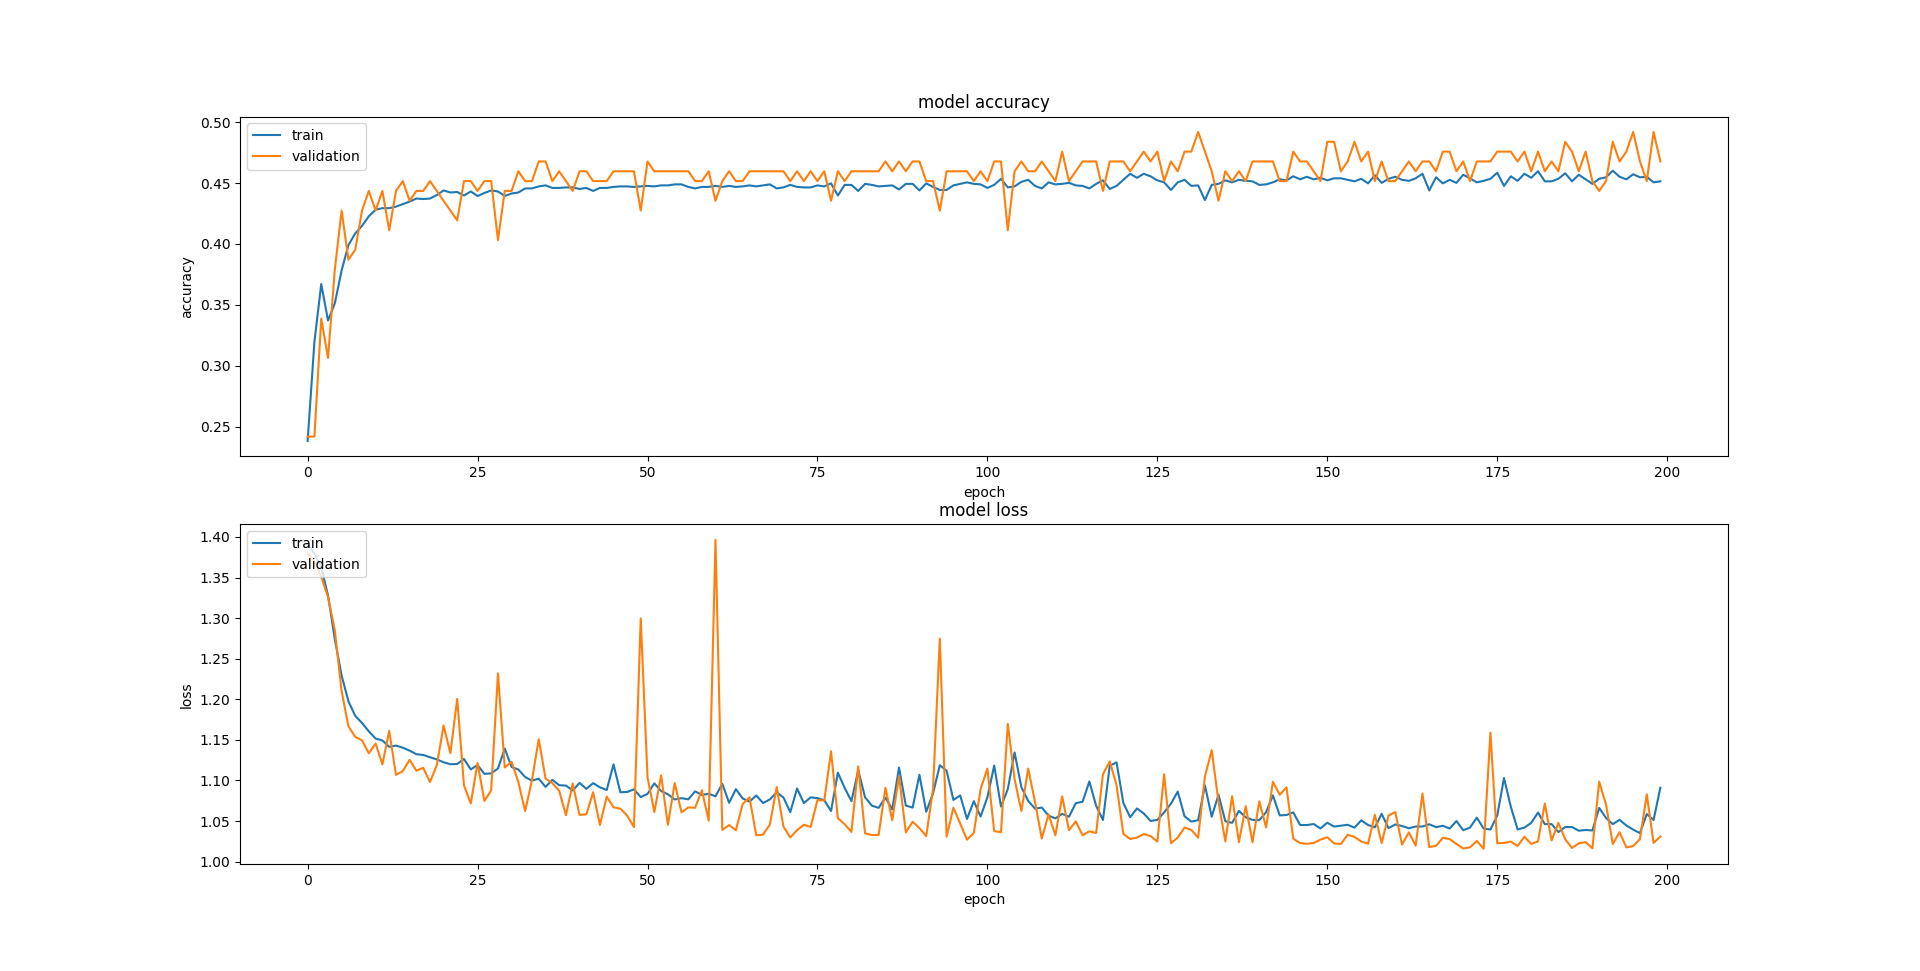 model accuracy
train
validation
0.50
0.45
0.40
0.35
0.30
0.25
accuracy
0 25 50 75 100 125 150 175 200
epoch
model loss
train
validation
1.40
1.35
1.30
1.25
1.20
1.15
1.10
1.05
1.00
loss
0 25 50 75 100 125 150 175 200
epoch